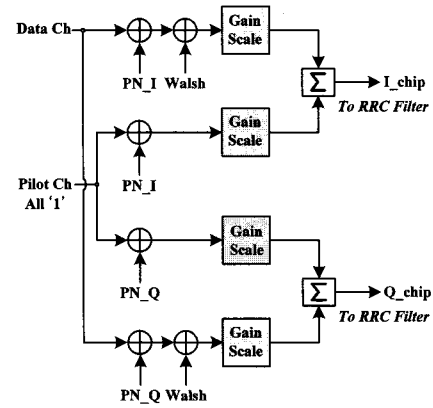 Data Ch
PN_I Walsh
Gain
Scale
Σ
I_chip
To RRC Filter
Gain
Scale
PN_I
Pilot Ch
All '1'
Gain
Scale
PN_Q
Σ
Q_chip
To RRC Filter
Gain
Scale
PN_Q Walsh